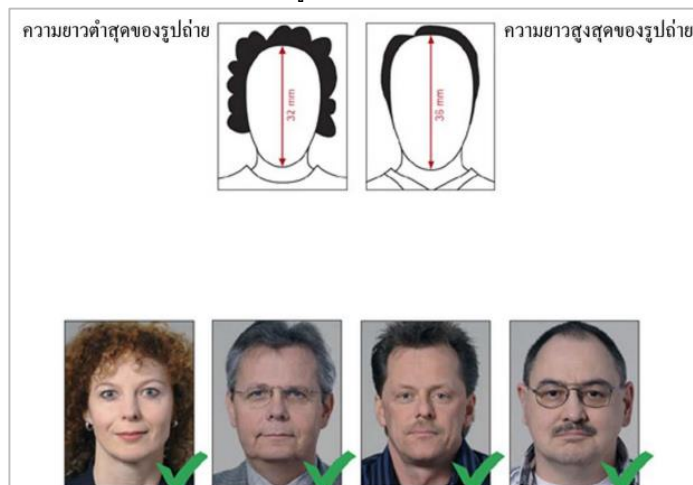 ความยาวต่ำสุดของรูปถ่าย
ความยาวสูงสุดของรูปถ่าย
32 mm
36 mm